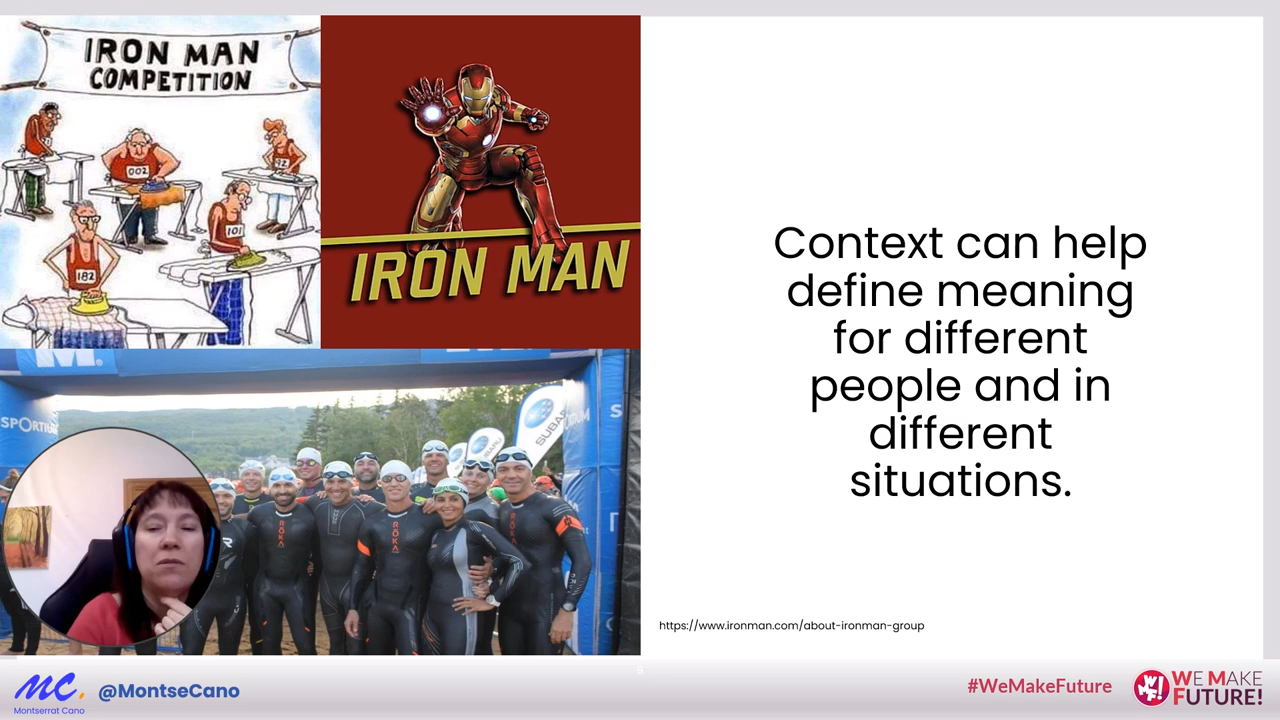 IRON MAN
COMPETITION
002
101
182
IRON MAN
M.
SPORTIUM
SUBARU
ROKA
ROKA
ROKA
Context can help
define meaning
for different
people and in
different
situations.
https://www.ironman.com/about-ironman-group
MC.
Montserrat Cano
@MontseCano
#WeMakeFuture
W!
WE MAKE
FUTURE!